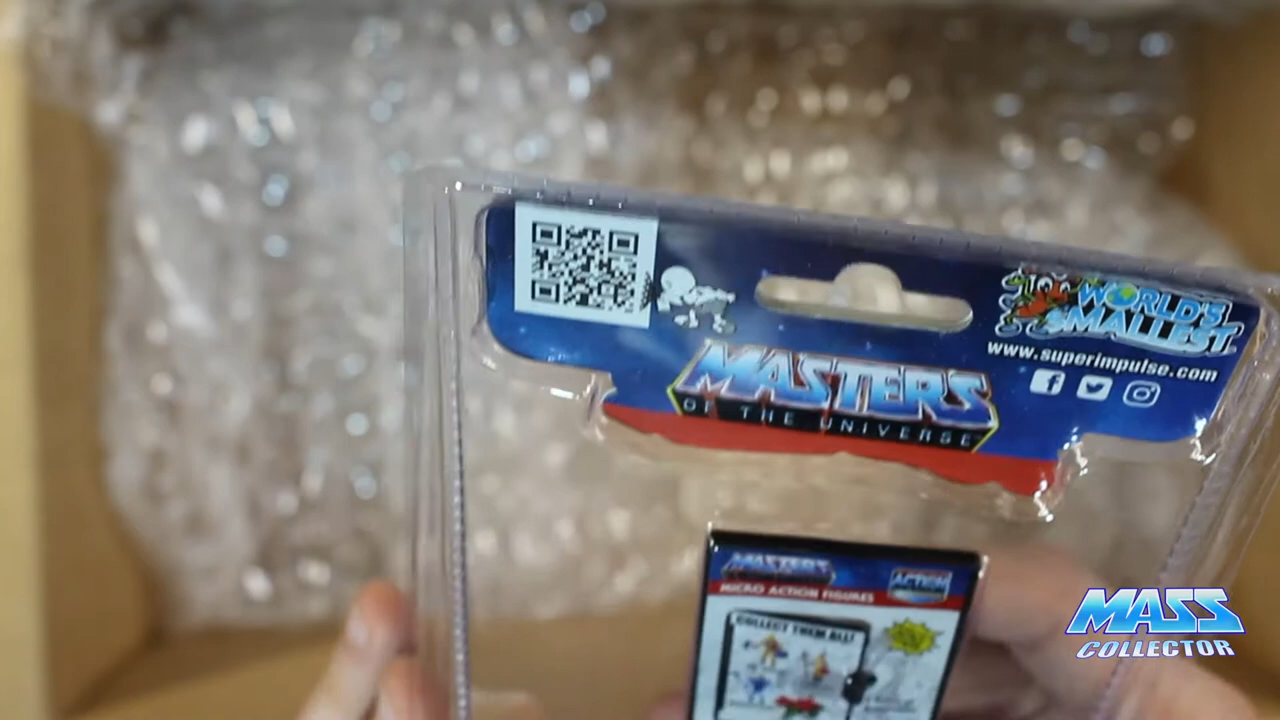 WORLD'S
SMALLEST
www.superimpulse.com
MASTERS
OF THE UNIVERSE
MASTERS
ACTION
MICRO ACTION FIGURES
COLLECT THEM ALL!
MASS
COLLECTOR